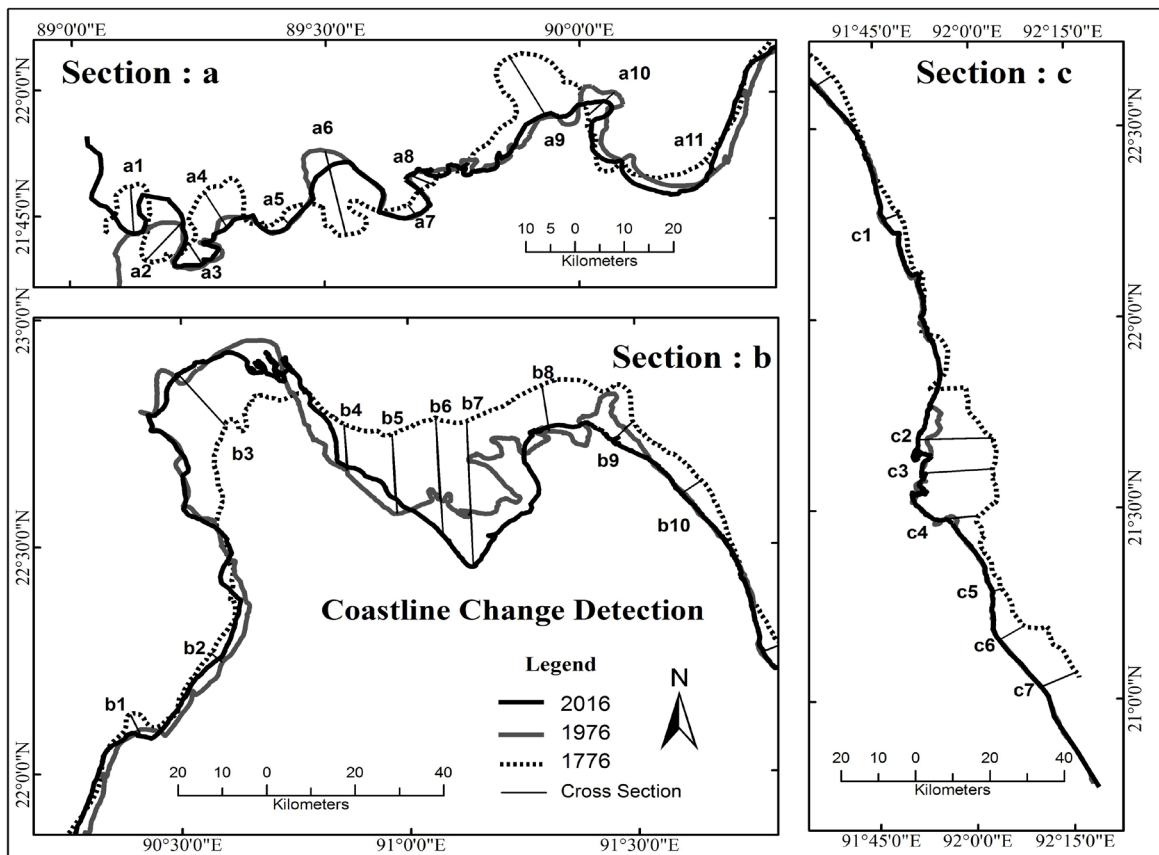 89°0'0"E 89°30'0"E 90°0'0"E
Section : a
22°0'0"N
21°45'0"N
a1
a2
a3
a4
a5
a6
a7
a8
a9
a10
a11
10 5 0 10 20
Kilometers
23°0'0"N
22°30'0"N
22°0'0"N
Section : b
b1
b2
b3
b4
b5
b6
b7
b8
b9
b10
Coastline Change Detection
Legend
2016
1976
1776
Cross Section
N
20 10 0 20 40
Kilometers
90°30'0"E 91°0'0"E 91°30'0"E
91°45'0"E 92°0'0"E 92°15'0"E
Section : c
22°30'0"N
22°0'0"N
21°30'0"N
21°0'0"N
c1
c2
c3
c4
c5
c6
c7
20 10 0 20 40
Kilometers
91°45'0"E 92°0'0"E 92°15'0"E